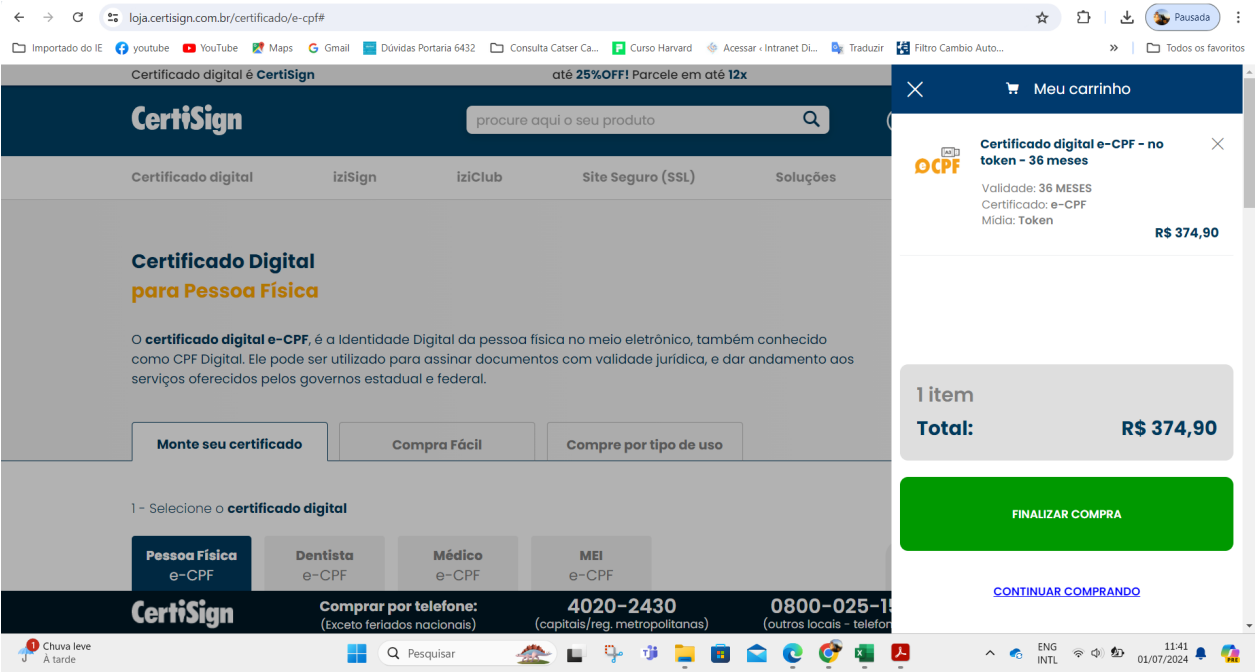 loja.certisign.com.br/certificado/e-cpf#
Pausada
Importado do IE
youtube
YouTube
Maps
Gmail
Dúvidas Portaria 6432
Consulta Catser Ca...
Curso Harvard
Acessar ‹ Intranet Di...
Traduzir
Filtro Cambio Auto...
»
Todos os favoritos
Certificado digital é CertiSign
até 25%OFF! Parcele em até 12x
CertiSign
procure aqui o seu produto
Certificado digital
iziSign
iziClub
Site Seguro (SSL)
Soluções
Certificado Digital
para Pessoa Física
O certificado digital e-CPF, é a Identidade Digital da pessoa física no meio eletrônico, também conhecido
como CPF Digital. Ele pode ser utilizado para assinar documentos com validade jurídica, e dar andamento aos
serviços oferecidos pelos governos estadual e federal.
Monte seu certificado
Compra Fácil
Compre por tipo de uso
1 - Selecione o certificado digital
Pessoa Física
e-CPF
Dentista
e-CPF
Médico
e-CPF
MEI
e-CPF
CertiSign
Comprar por telefone:
(Exceto feriados nacionais)
4020-2430
(capitais/reg. metropolitanas)
0800-025-1
(outros locais - telefon
Meu carrinho
CPF
Certificado digital e-CPF - no
token - 36 meses
Validade: 36 MESES
Certificado: e-CPF
Mídia: Token
R$ 374,90
1 item
Total:
R$ 374,90
FINALIZAR COMPRA
CONTINUAR COMPRANDO
1
Chuva leve
À tarde
Pesquisar
ENG
INTL
11:41
01/07/2024
PRE